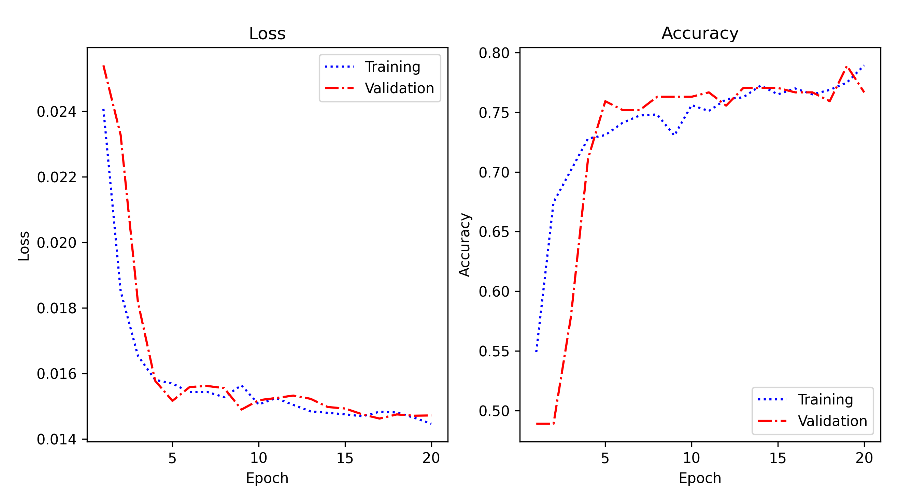 Loss
Training
Validation
0.024
0.022
0.020
0.018
0.016
0.014
Loss
5
10
15
20
Epoch
Accuracy
0.80
0.75
0.70
0.65
0.60
0.55
0.50
Accuracy
Training
Validation
5
10
15
20
Epoch